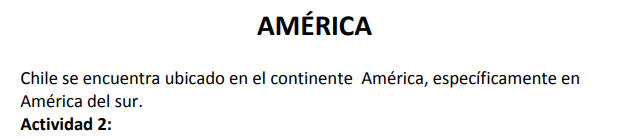 AMÉRICA
Chile se encuentra ubicado en el continente  América, específicamente en
América del sur.
Actividad 2: